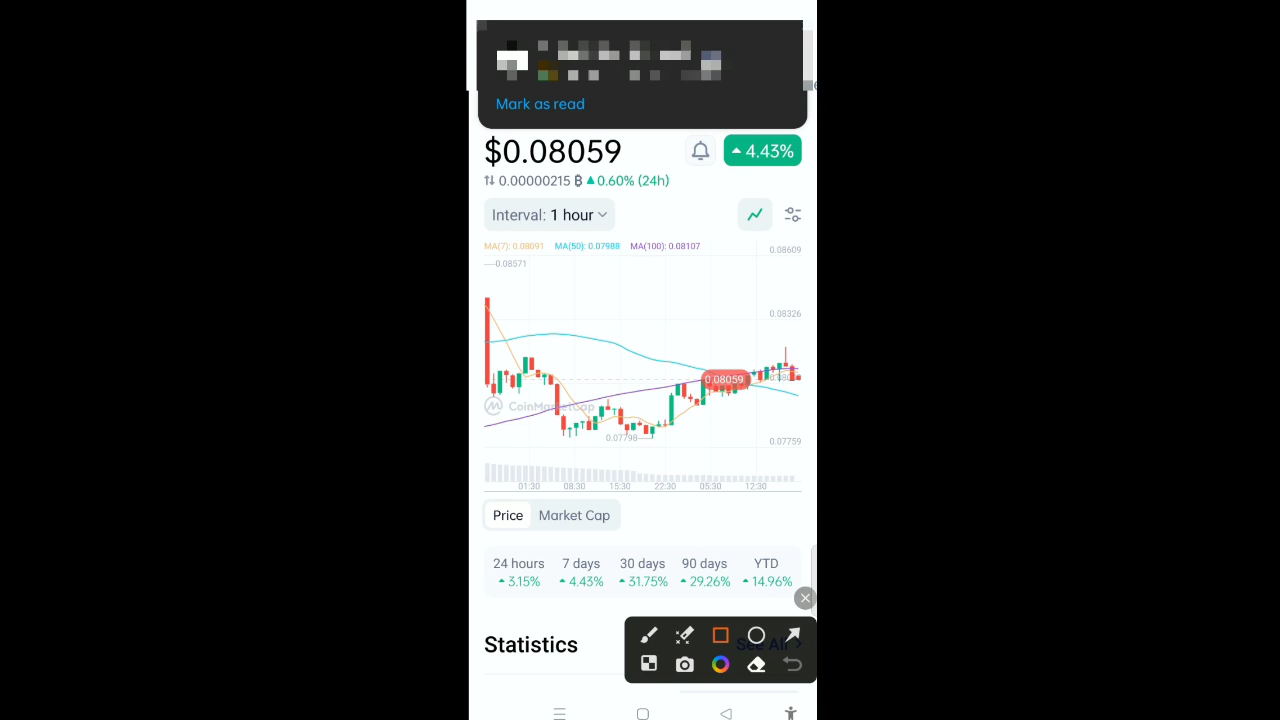 Mark as read
$0.08059
4.43%
0.00000215 ₿ 0.60% (24h)
Interval: 1 hour
MA(7): 0.08091 MA(50): 0.07988 MA(100): 0.08107
0.08609
0.08571
0.08326
0.08059
CoinMarketCap
0.07798
0.07759
01:30 08:30 15:30 22:30 05:30 12:30
Price Market Cap
24 hours 7 days 30 days 90 days YTD
3.15% 4.43% 31.75% 29.26% 14.96%
Statistics
See All